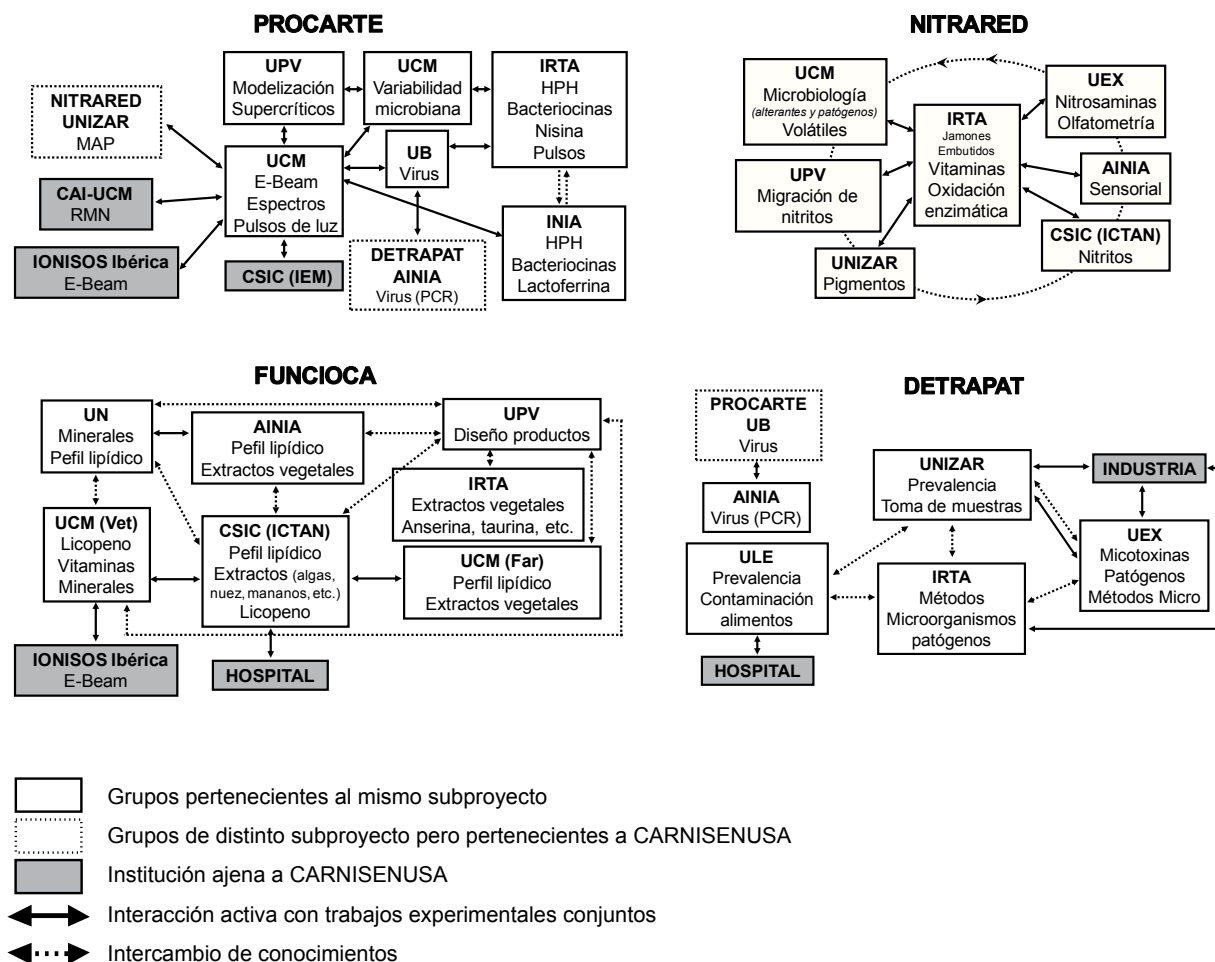 PROCARTE
UPV
Modelización
Supercríticos
UCM
Variabilidad
microbiana
IRTA
HPH
Bacteriocinas
Nisina
Pulsos
NITRARED
UNIZAR
MAP
UCM
E-Beam
Espectros
Pulsos de luz
UB
Virus
CAI-UCM
RMN
IONISOS Ibérica
E-Beam
CSIC (IEM)
DETRAPAT
AINIA
Virus (PCR)
INIA
HPH
Bacteriocinas
Lactoferrina
NITRARED
UCM
Microbiología
(alterantes y patógenos)
Volátiles
IRTA
Jamones
Embutidos
Vitaminas
Oxidación
enzimática
UEX
Nitrosaminas
Olfatometría
UPV
Migración de
nitritos
AINIA
Sensorial
UNIZAR
Pigmentos
CSIC (ICTAN)
Nitritos
FUNCIOCA
UN
Minerales
Pefil lipídico
AINIA
Pefil lipídico
Extractos vegetales
UPV
Diseño productos
IRTA
Extractos vegetales
Anserina, taurina, etc.
UCM (Vet)
Licopeno
Vitaminas
Minerales
CSIC (ICTAN)
Pefil lipídico
Extractos (algas,
nuez, mananos, etc.)
Licopeno
UCM (Far)
Perfil lipídico
Extractos vegetales
IONISOS Ibérica
E-Beam
HOSPITAL
DETRAPAT
PROCARTE
UB
Virus
AINIA
Virus (PCR)
UNIZAR
Prevalencia
Toma de muestras
INDUSTRIA
ULE
Prevalencia
Contaminación
alimentos
IRTA
Métodos
Microorganismos
patógenos
UEX
Micotoxinas
Patógenos
Métodos Micro
HOSPITAL
Grupos pertenecientes al mismo subproyecto
Grupos de distinto subproyecto pero pertenecientes a CARNISENUSA
Institución ajena a CARNISENUSA
Interacción activa con trabajos experimentales conjuntos
Intercambio de conocimientos